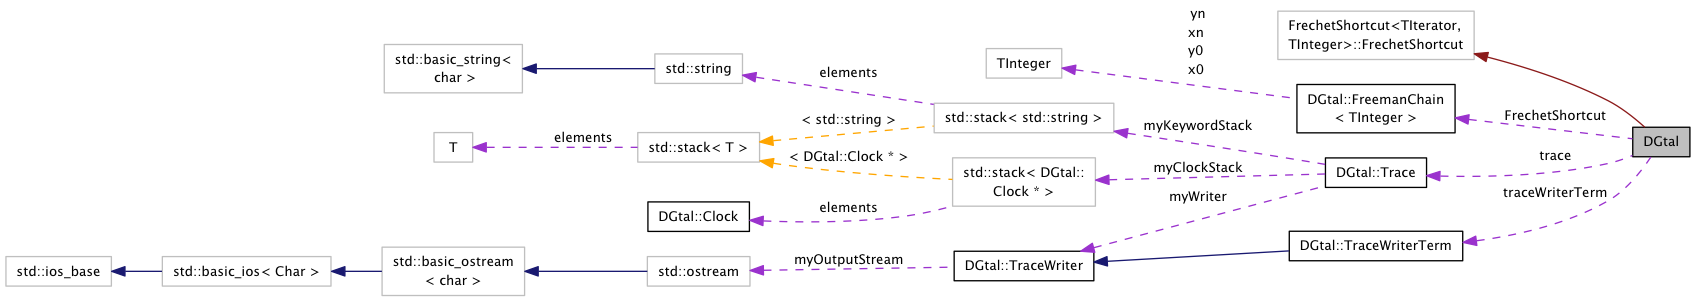 yn
xn
y0
x0
FrechetShortcut<TIterator,
TInteger>::FrechetShortcut
std::basic_string<
char >
std::string
elements
TInteger
DGtal::FreemanChain
< TInteger >
FrechetShortcut
DGtal
< std::string >
std::stack< std::string >
myKeywordStack
T
elements
std::stack< T >
< DGtal::Clock * >
std::stack< DGtal::
Clock * >
myClockStack
DGtal::Trace
trace
DGtal::Clock
elements
myWriter
traceWriterTerm
std::ios_base
std::basic_ios< Char >
std::basic_ostream
< char >
std::ostream
myOutputStream
DGtal::TraceWriter
DGtal::TraceWriterTerm